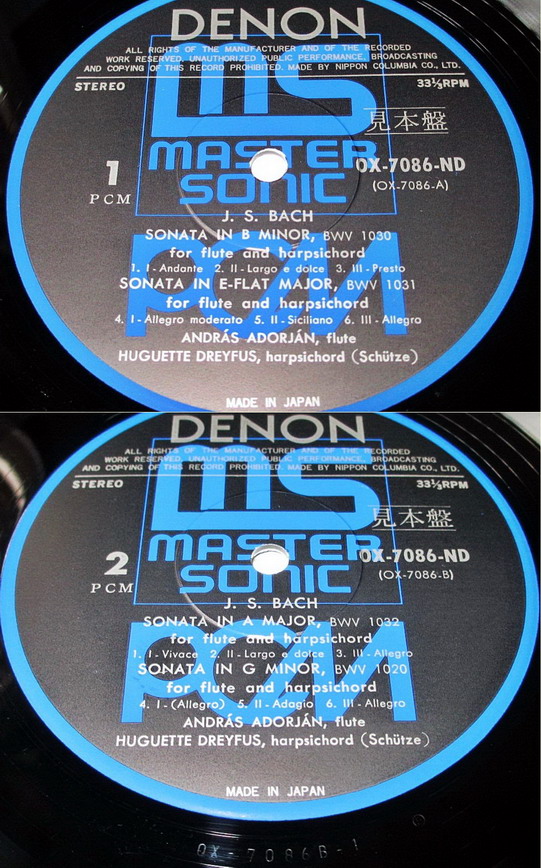 DENON
ALL RIGHTS OF THE MANUFACTURER AND OF THE RECORDED
WORK RESERVED. UNAUTHORIZED PUBLIC PERFORMANCE, BROADCASTING
AND COPYING OF THIS RECORD PROHIBITED. MADE BY NIPPON COLUMBIA CO., LTD.
STEREO
33⅓RPM
MS
見本盤
MASTER
SONIC
OX-7086-ND
(OX-7086-A)
1
PCM
PCM
J. S. BACH
SONATA IN B MINOR, BWV 1030
for flute and harpsichord
1. I-Andante 2. II-Largo e dolce 3. III-Presto
SONATA IN E-FLAT MAJOR, BWV 1031
for flute and harpsichord
4. I-Allegro moderato 5. II-Siciliano 6. III-Allegro
ANDRÁS ADORJÁN, flute
HUGUETTE DREYFUS, harpsichord (Schütze)
MADE IN JAPAN
DENON
ALL RIGHTS OF THE MANUFACTURER AND OF THE RECORDED
WORK RESERVED. UNAUTHORIZED PUBLIC PERFORMANCE, BROADCASTING
AND COPYING OF THIS RECORD PROHIBITED. MADE BY NIPPON COLUMBIA CO., LTD.
STEREO
33⅓RPM
MS
見本盤
MASTER
SONIC
OX-7086-ND
(OX-7086-B)
2
PCM
PCM
J. S. BACH
SONATA IN A MAJOR, BWV 1032
for flute and harpsichord
1. I-Vivace 2. II-Largo e dolce 3. III-Allegro
SONATA IN G MINOR, BWV 1020
for flute and harpsichord
4. I-(Allegro) 5. II-Adagio 6. III-Allegro
ANDRÁS ADORJÁN, flute
HUGUETTE DREYFUS, harpsichord (Schütze)
MADE IN JAPAN
OX-7086B-1